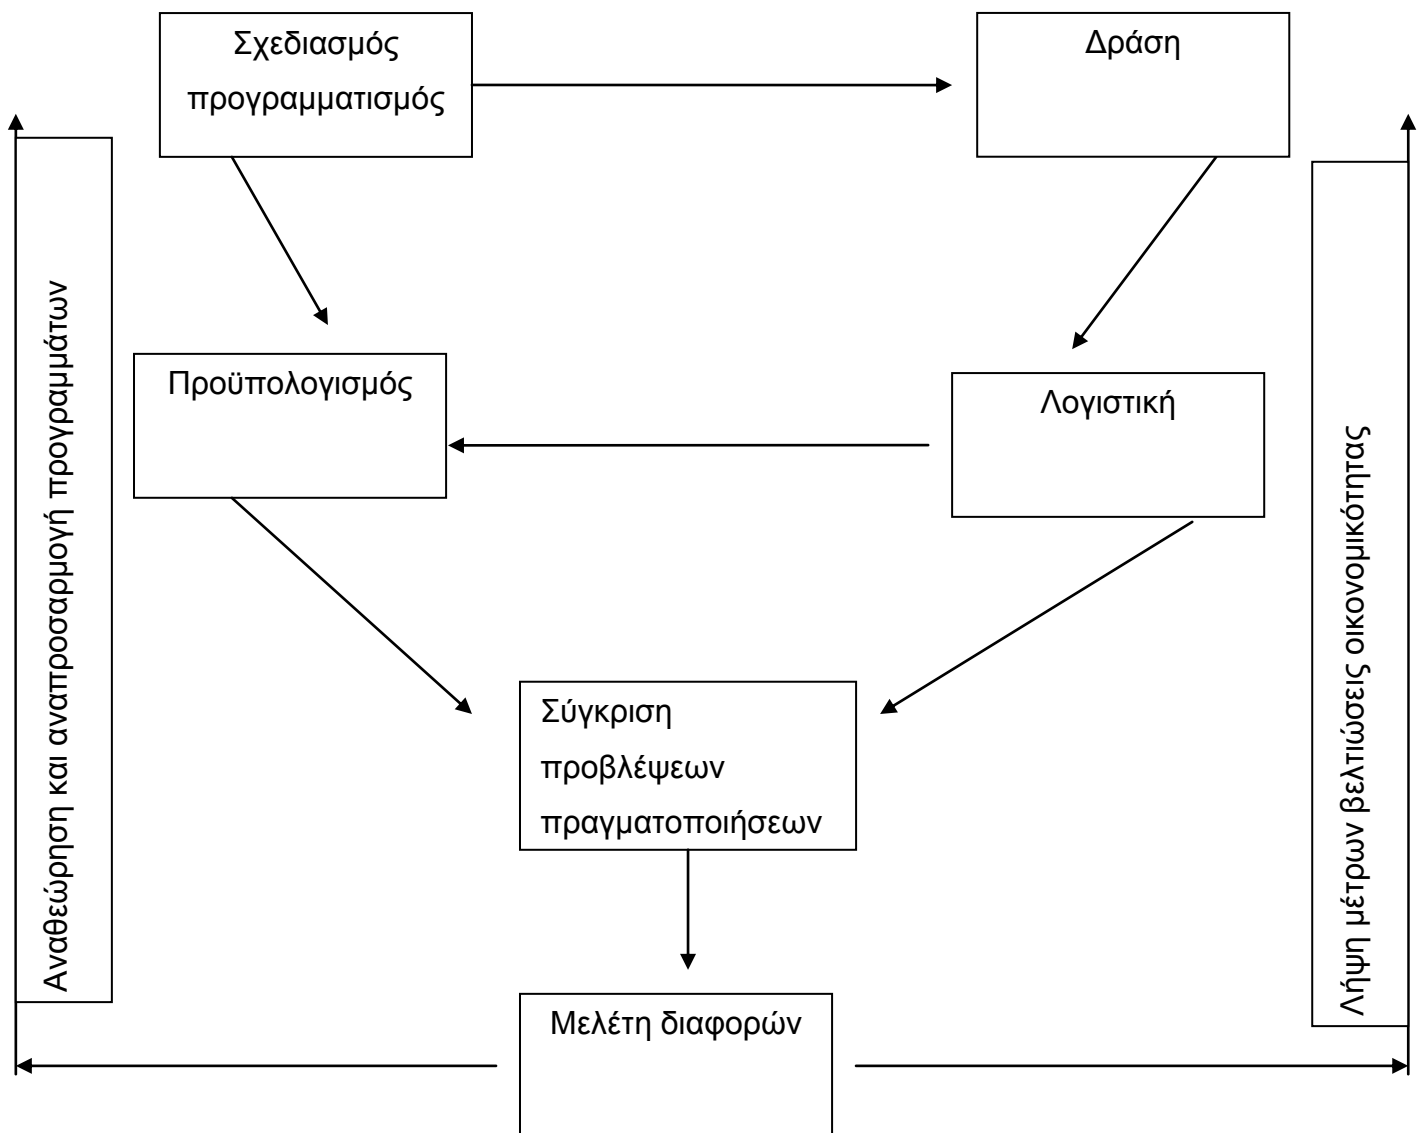 Σχεδιασμός
προγραμματισμός
Δράση
Αναθεώρηση και αναπροσαρμογή προγραμμάτων
Προϋπολογισμός
Λογιστική
Λήψη μέτρων βελτιώσεις οικονομικότητας
Σύγκριση
προβλέψεων
πραγματοποιήσεων
Μελέτη διαφορών